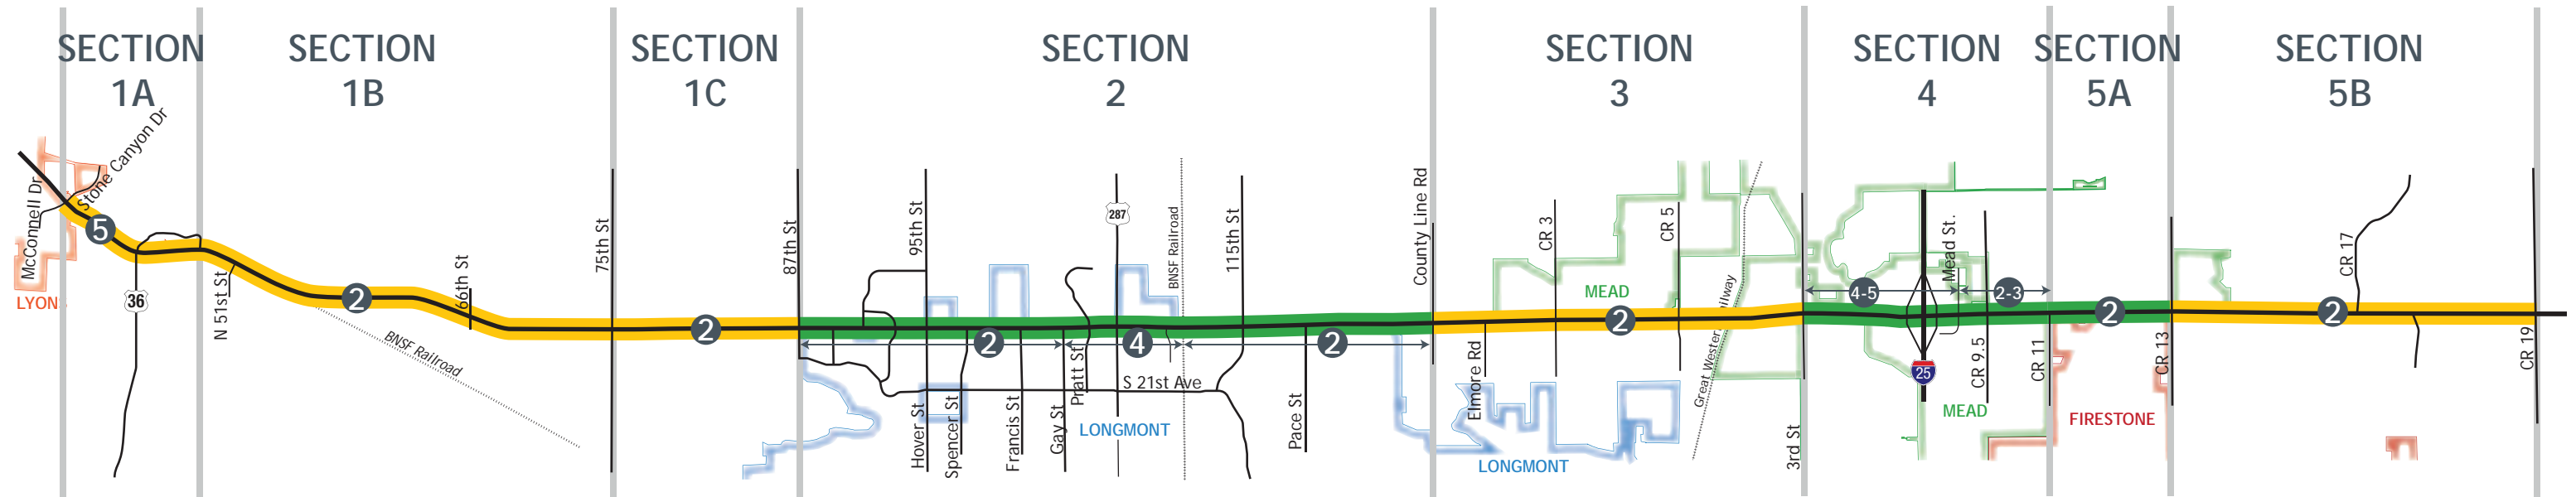 SECTION
1A
SECTION
1B
SECTION
1C
SECTION
2
SECTION
3
SECTION
4
SECTION
5A
SECTION
5B
McConnell Dr
Stone Canyon Dr
LYON
5
36
N 51st St
2
BNSF Railroad
66th St
75th St
2
87th St
95th St
Hover St
Spencer St
2
Francis St
Gay St
Pratt St
287
4
LONGMONT
S 21st Ave
BNSF Railroad
115th St
Pace St
2
County Line Rd
Elmore Rd
CR 3
LONGMONT
MEAD
2
CR 5
Great Western Railway
3rd St
4-5
25
Mead St.
MEAD
CR 9.5
2-3
CR 11
2
FIRESTONE
CR 13
2
CR 17
CR 19